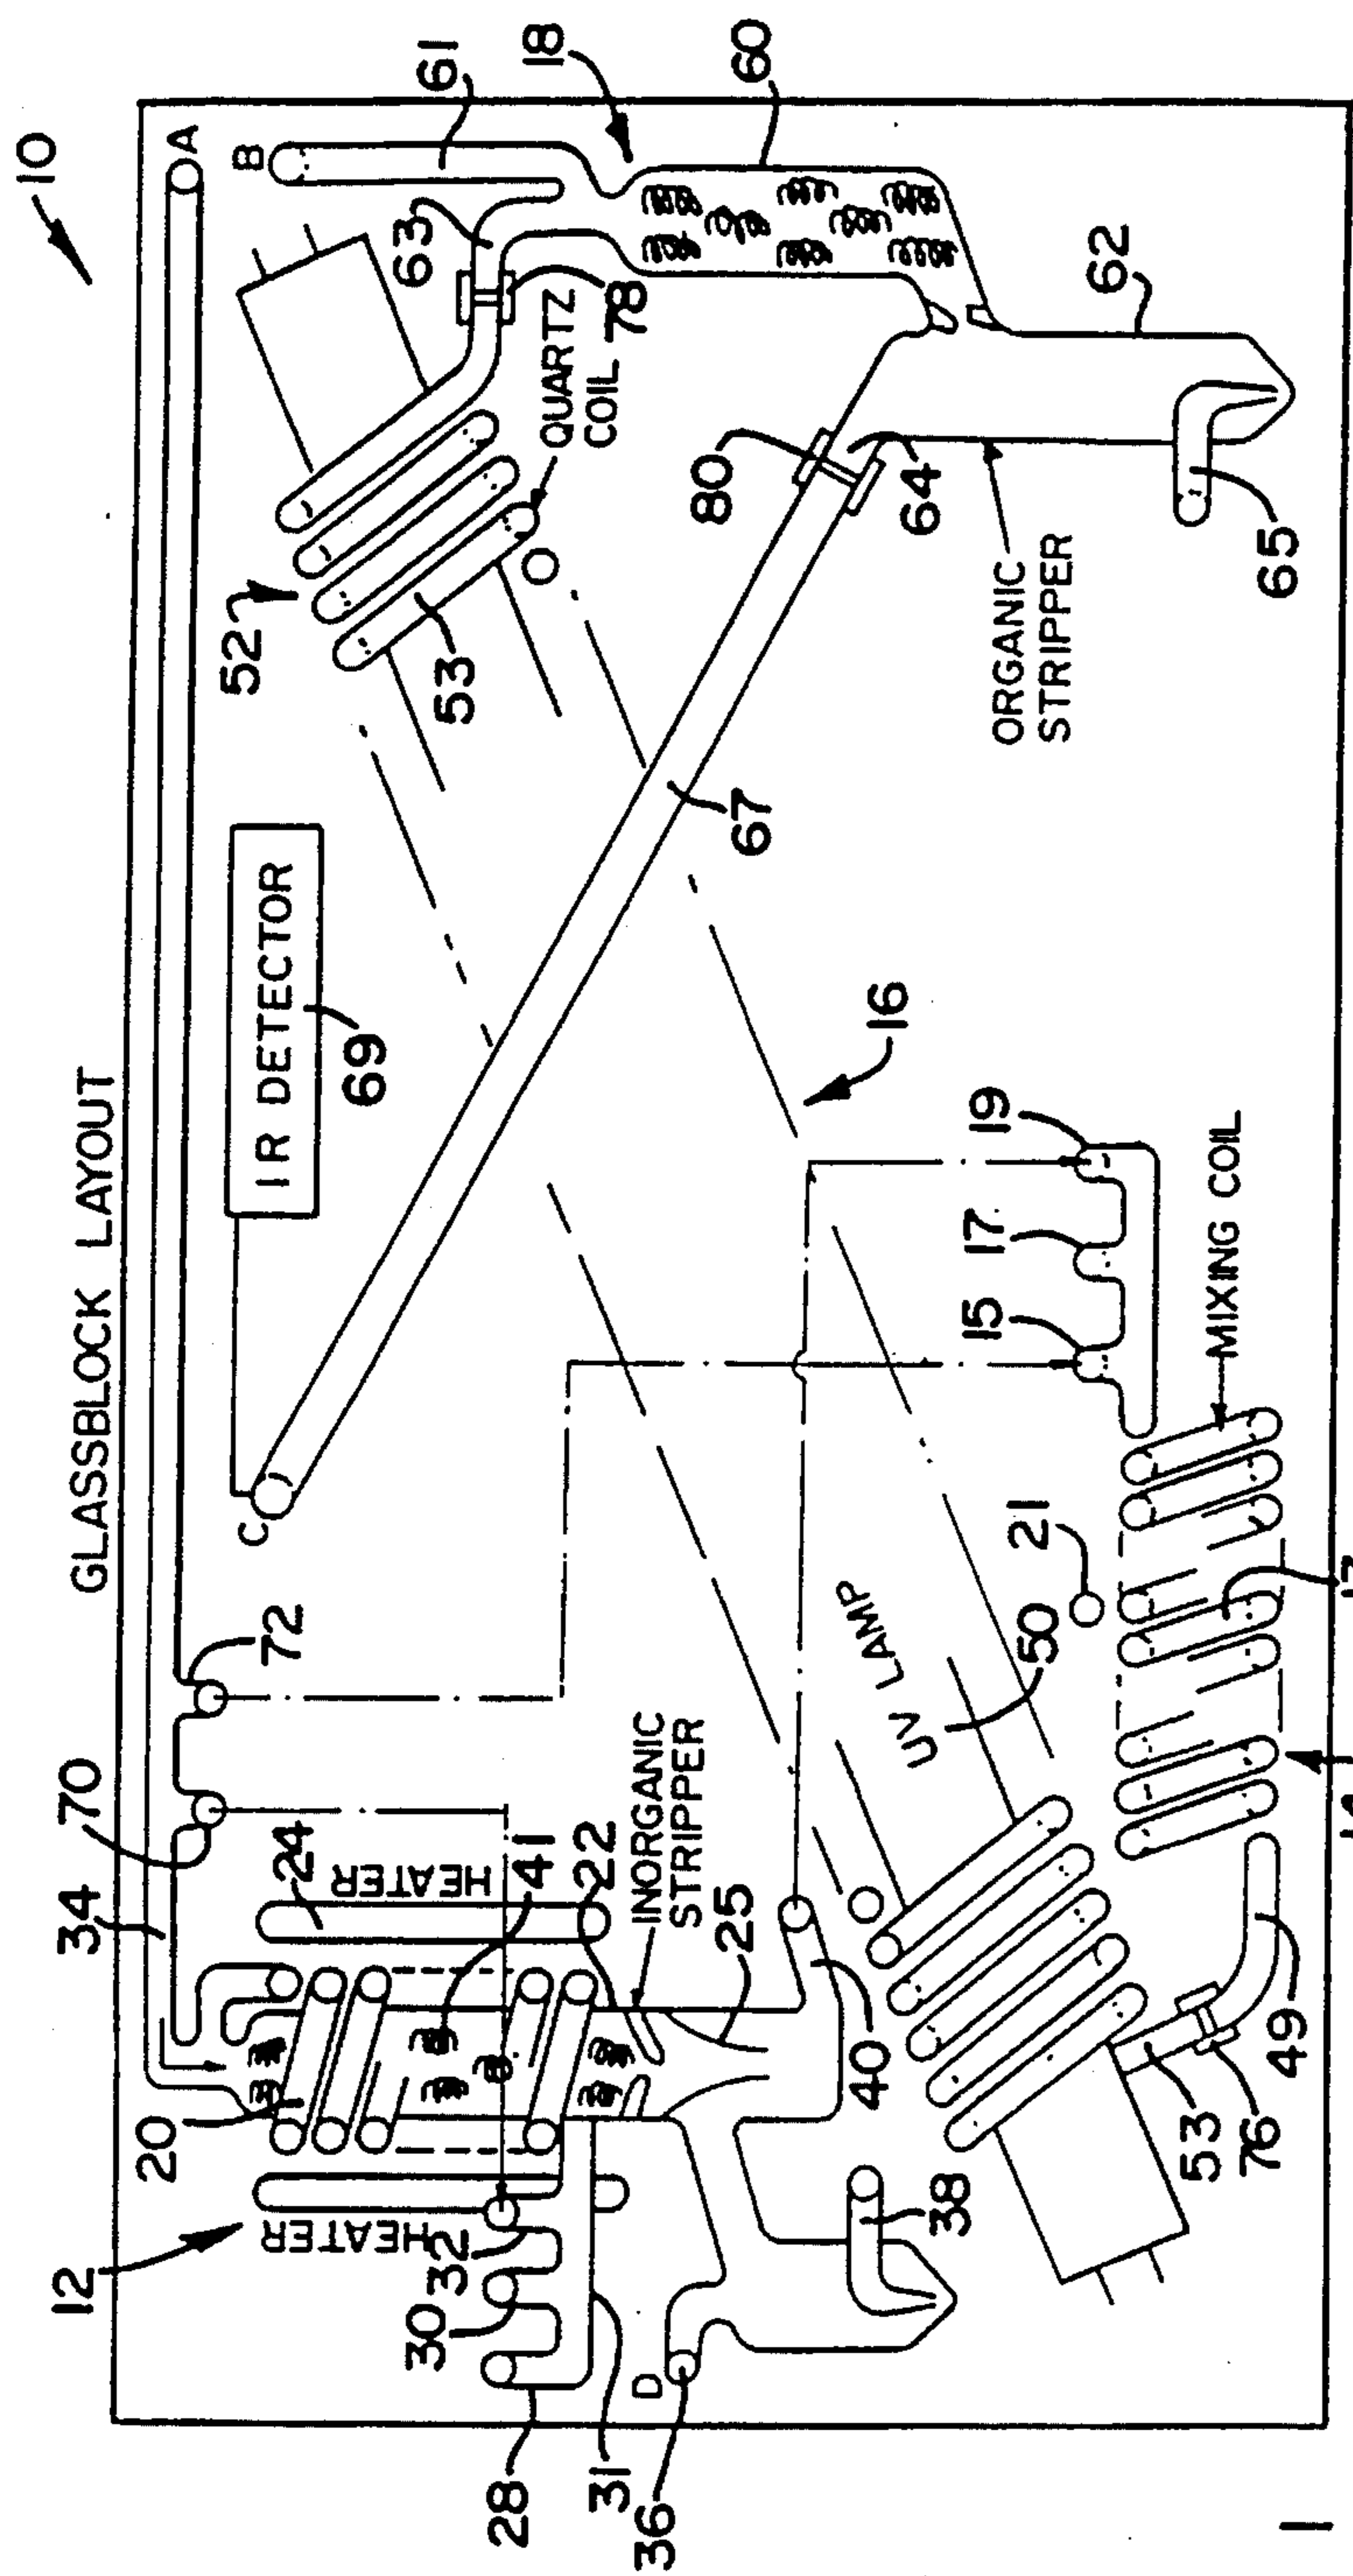 GLASSBLOCK LAYOUT
10
34
70
72
A
B
61
18
60
63
78
QUARTZ
COIL
52
53
O
IR DETECTOR
69
C
12
20
HEATER
24
HEATER
41
22
INORGANIC
STRIPPER
25
28
30
32
31
36
D
38
40
UV LAMP
50
16
67
80
64
62
65
ORGANIC
STRIPPER
15
17
19
21
MIXING COIL
49
53
76
1